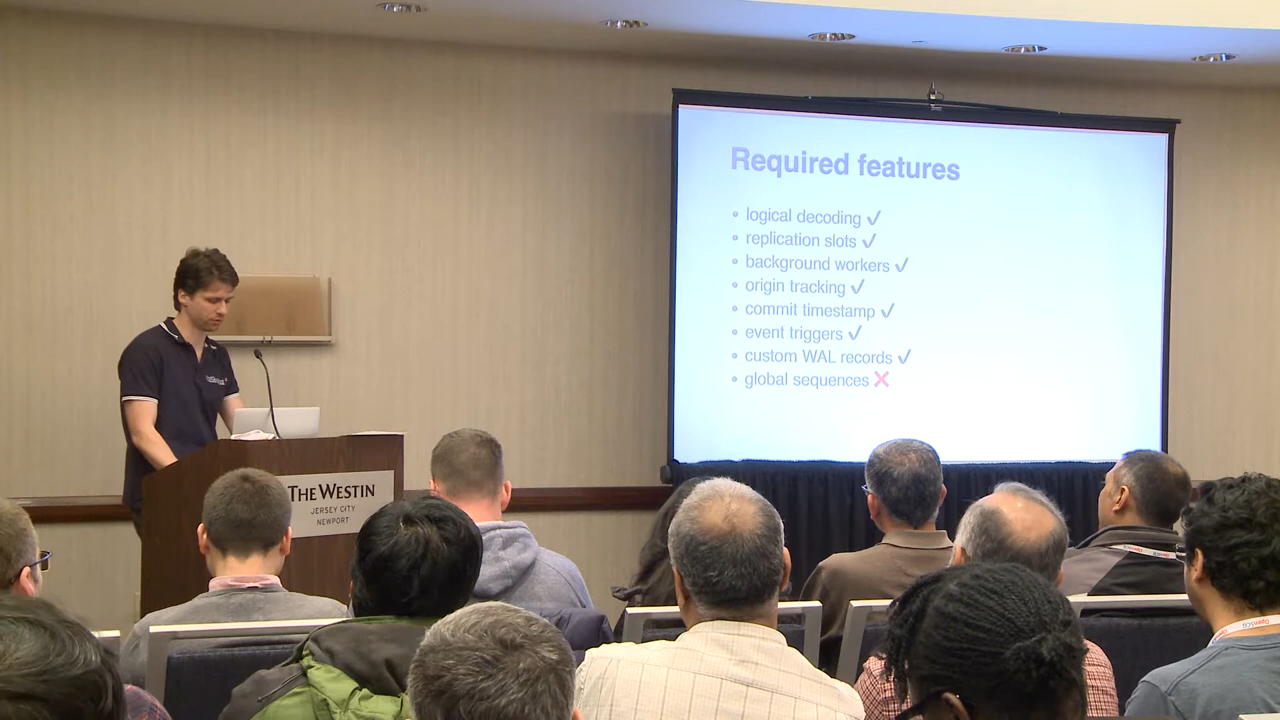 Required features
• logical decoding ✓
• replication slots ✓
• background workers ✓
• origin tracking ✓
• commit timestamp ✓
• event triggers ✓
• custom WAL records ✓
• global sequences ✗
THE WESTIN
JERSEY CITY
NEWPORT
OpenSCG